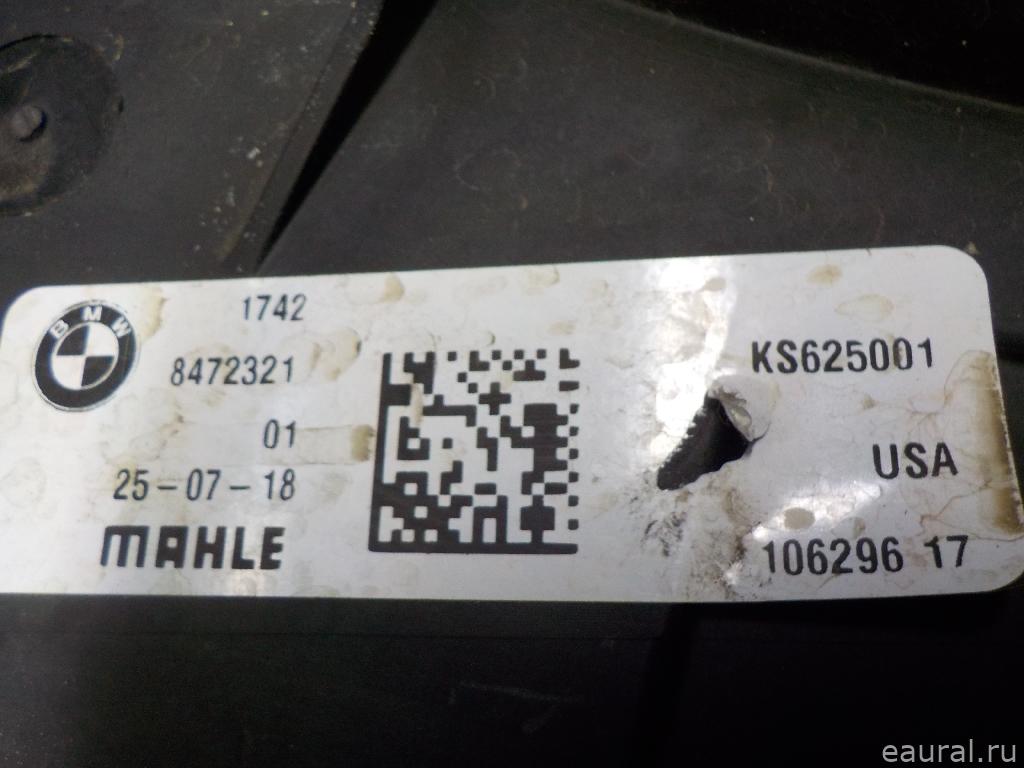 BMW
1742
8472321
01
25-07-18
MAHLE
KS625001
USA
106296 17
eaural.ru